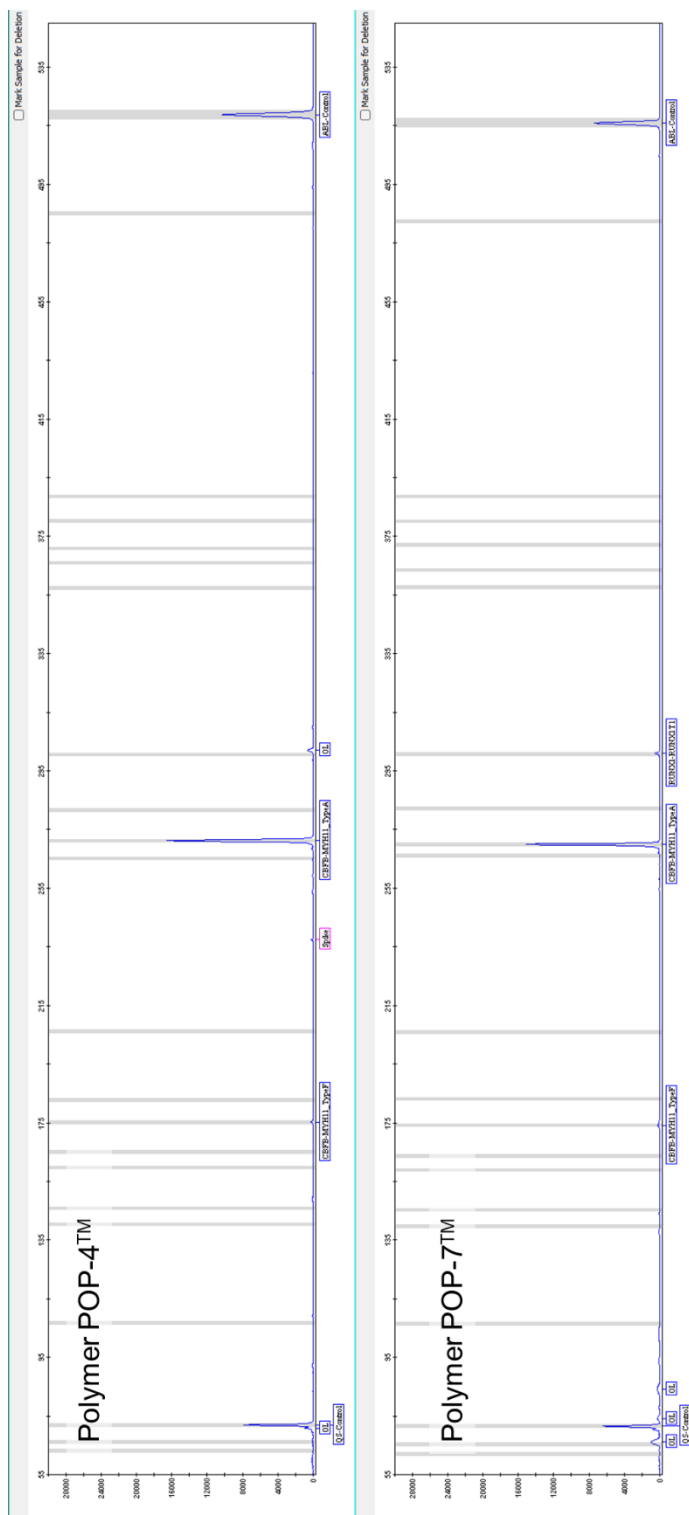 Mark Sample for Deletion
55 95 135 175 215 255 295 335 375 415 455 495 535
Polymer POP-4™
28000
24000
20000
16000
12000
8000
4000
0
OL CBFB-MYH11_TypeF Spike CBFB-MYH11_TypeA OL ABL-Control
QS-Control
Mark Sample for Deletion
55 95 135 175 215 255 295 335 375 415 455 495 535
Polymer POP-7™
28000
24000
20000
16000
12000
8000
4000
0
OL OL OL CBFB-MYH11_TypeF CBFB-MYH11_TypeA RUNX1-RUNX1T1 ABL-Control
QS-Control